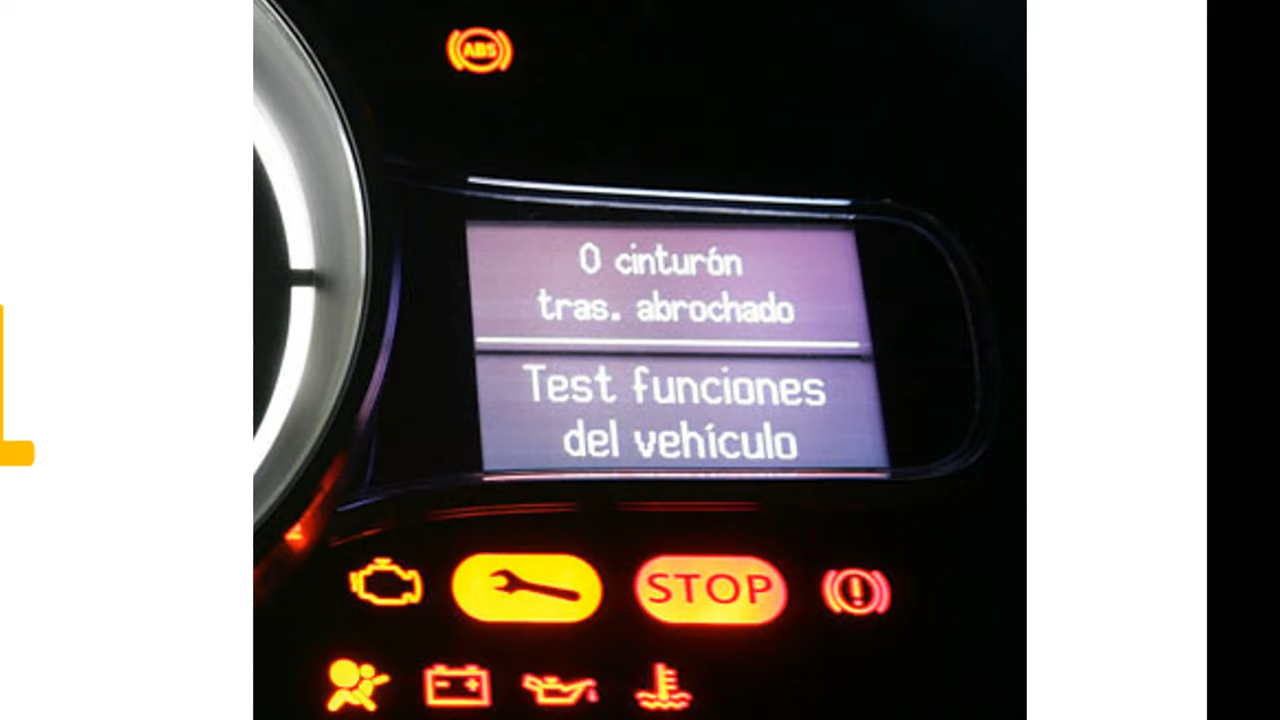 ABS
0 cinturón
tras. abrochado
Test funciones
del vehículo
STOP